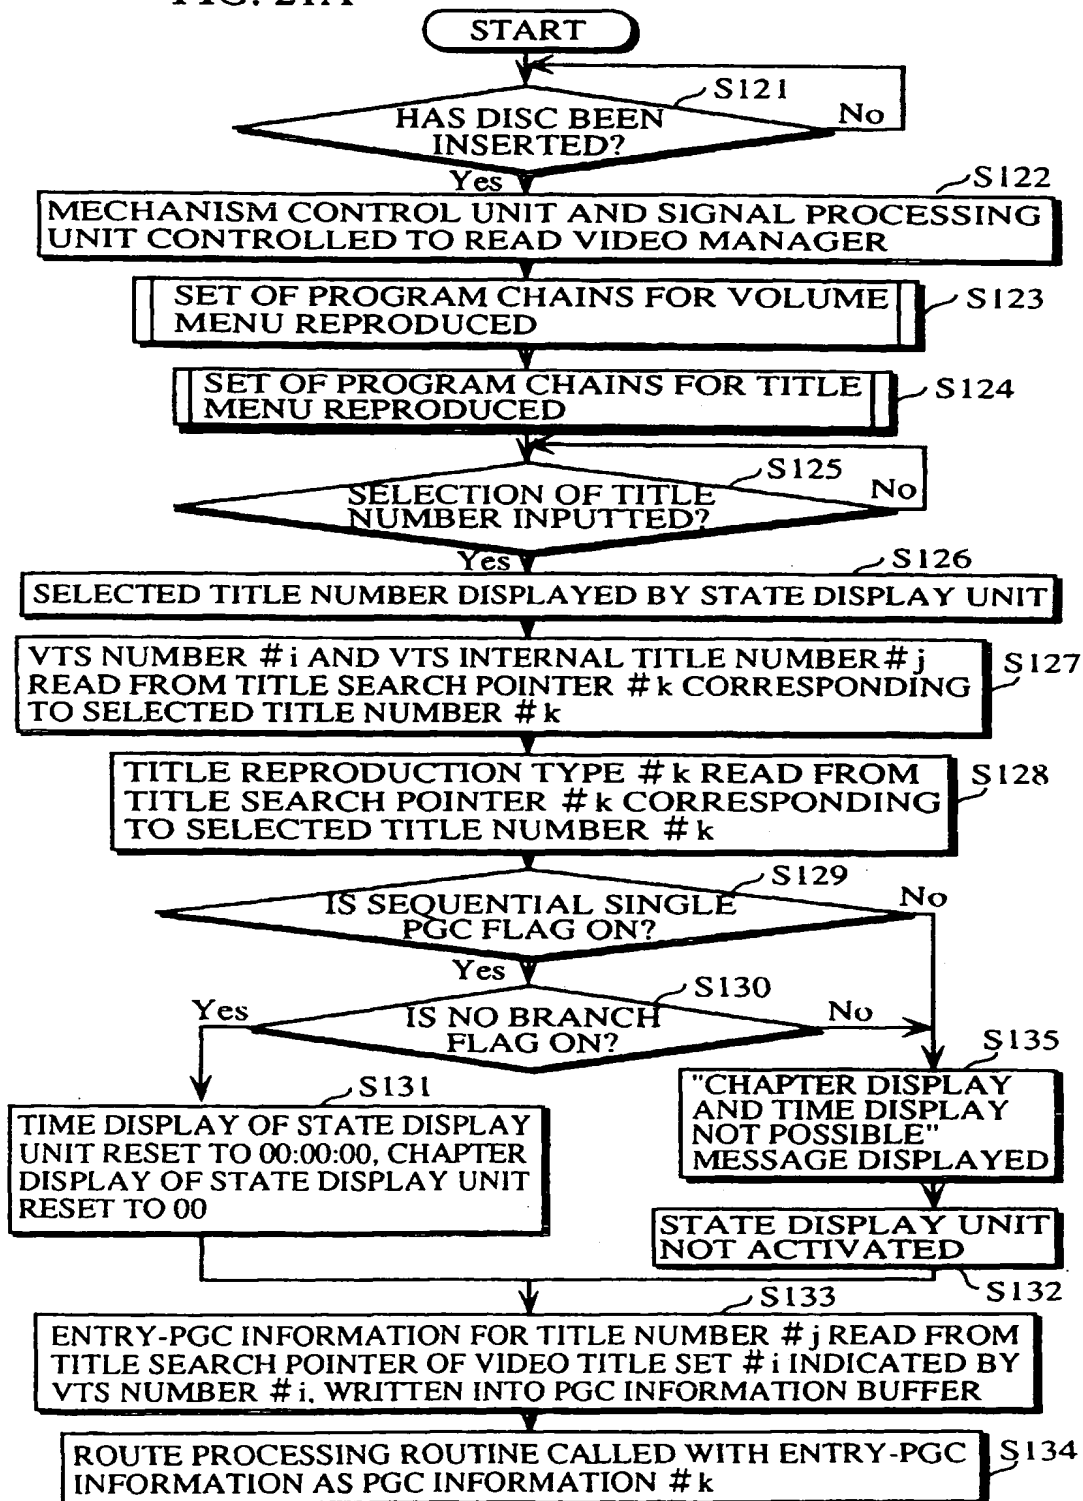 FIG. 21A
START
S121
HAS DISC BEEN
INSERTED?
No
Yes
S122
MECHANISM CONTROL UNIT AND SIGNAL PROCESSING
UNIT CONTROLLED TO READ VIDEO MANAGER
SET OF PROGRAM CHAINS FOR VOLUME
MENU REPRODUCED
S123
SET OF PROGRAM CHAINS FOR TITLE
MENU REPRODUCED
S124
S125
SELECTION OF TITLE
NUMBER INPUTTED?
No
Yes
S126
SELECTED TITLE NUMBER DISPLAYED BY STATE DISPLAY UNIT
VTS NUMBER #i AND VTS INTERNAL TITLE NUMBER#j
READ FROM TITLE SEARCH POINTER #k CORRESPONDING
TO SELECTED TITLE NUMBER #k
S127
TITLE REPRODUCTION TYPE #k READ FROM
TITLE SEARCH POINTER #k CORRESPONDING
TO SELECTED TITLE NUMBER #k
S128
S129
IS SEQUENTIAL SINGLE
PGC FLAG ON?
No
Yes
S130
IS NO BRANCH
FLAG ON?
Yes
No
S135
"CHAPTER DISPLAY
AND TIME DISPLAY
NOT POSSIBLE"
MESSAGE DISPLAYED
S131
TIME DISPLAY OF STATE DISPLAY
UNIT RESET TO 00:00:00, CHAPTER
DISPLAY OF STATE DISPLAY UNIT
RESET TO 00
STATE DISPLAY UNIT
NOT ACTIVATED
S132
S133
ENTRY-PGC INFORMATION FOR TITLE NUMBER #j READ FROM
TITLE SEARCH POINTER OF VIDEO TITLE SET #i INDICATED BY
VTS NUMBER #i, WRITTEN INTO PGC INFORMATION BUFFER
ROUTE PROCESSING ROUTINE CALLED WITH ENTRY-PGC
INFORMATION AS PGC INFORMATION #k
S134